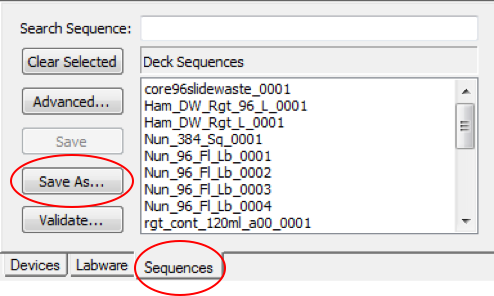 Search Sequence:
Clear Selected
Deck Sequences
Advanced...
Save
Save As...
Validate...
core96slidewaste_0001
Ham_DW_Rgt_96_L_0001
Ham_DW_Rgt_L_0001
Nun_384_Sq_0001
Nun_96_Fl_Lb_0001
Nun_96_Fl_Lb_0002
Nun_96_Fl_Lb_0003
Nun_96_Fl_Lb_0004
rgt_cont_120ml_a00_0001
Devices Labware Sequences